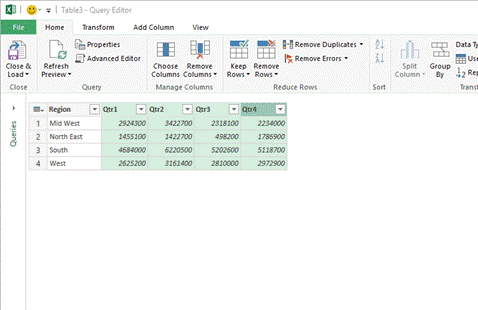 Table3 - Query Editor
File Home Transform Add Column View
Close & Load
Refresh Preview
Properties
Advanced Editor
Choose Columns
Remove Columns
Keep Rows
Remove Rows
Remove Duplicates
Remove Errors
Split Column
Group By
Data Ty
Use
Rep
Close Query Manage Columns Reduce Rows Sort Transf
Queries
Region Qtr1 Qtr2 Qtr3 Qtr4
1 Mid West 2924300 3422700 2318100 2234000
2 North East 1455100 1422700 498200 1786900
3 South 4684000 6220500 5202600 5118700
4 West 2625200 3161400 2810000 2972900